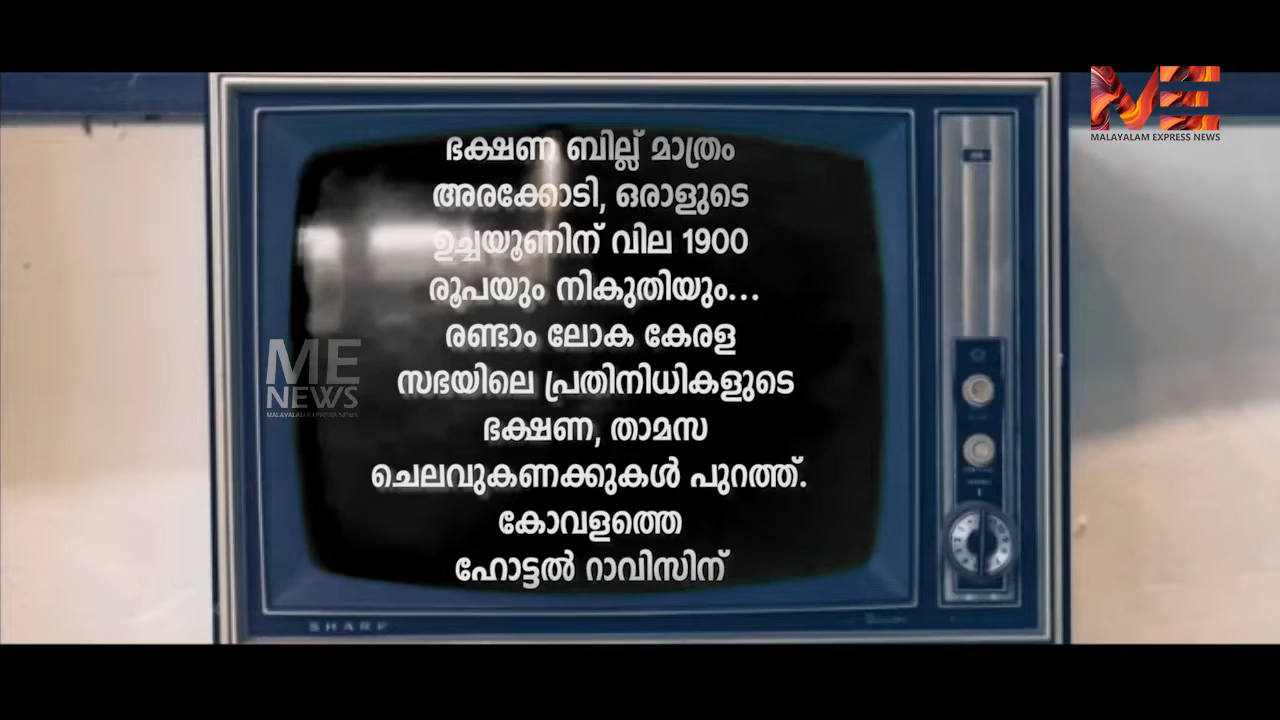 ME
MALAYALAM EXPRESS NEWS
ഭക്ഷണ ബില്ല് മാത്രം
അരക്കോടി, ഒരാളുടെ
ഉച്ചയൂണിന് വില 1900
രൂപയും നികുതിയും...
രണ്ടാം ലോക കേരള
സഭയിലെ പ്രതിനിധികളുടെ
ഭക്ഷണ, താമസ
ചെലവുകണക്കുകൾ പുറത്ത്.
കോവളത്തെ
ഹോട്ടൽ റാവിസിന്
ME
NEWS
MALAYALAM EXPRESS NEWS
SHARP